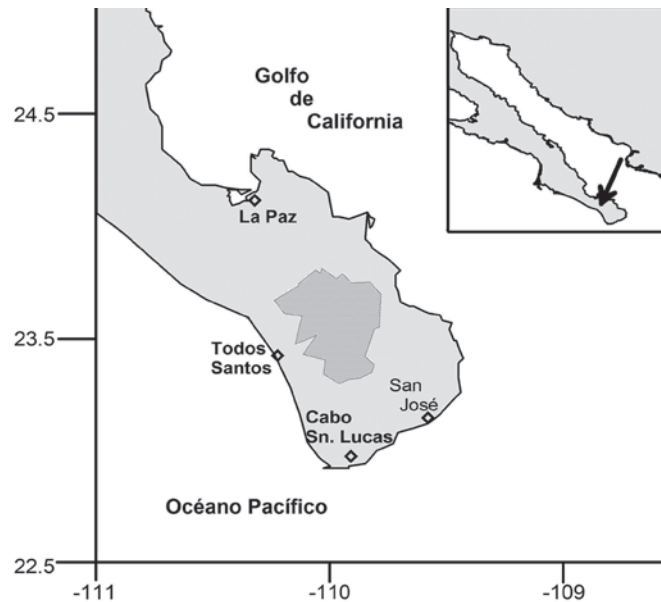 Golfo
de
California
24.5
La Paz
23.5
Todos
Santos
San
José
Cabo
Sn. Lucas
Océano Pacífico
22.5
-111
-110
-109